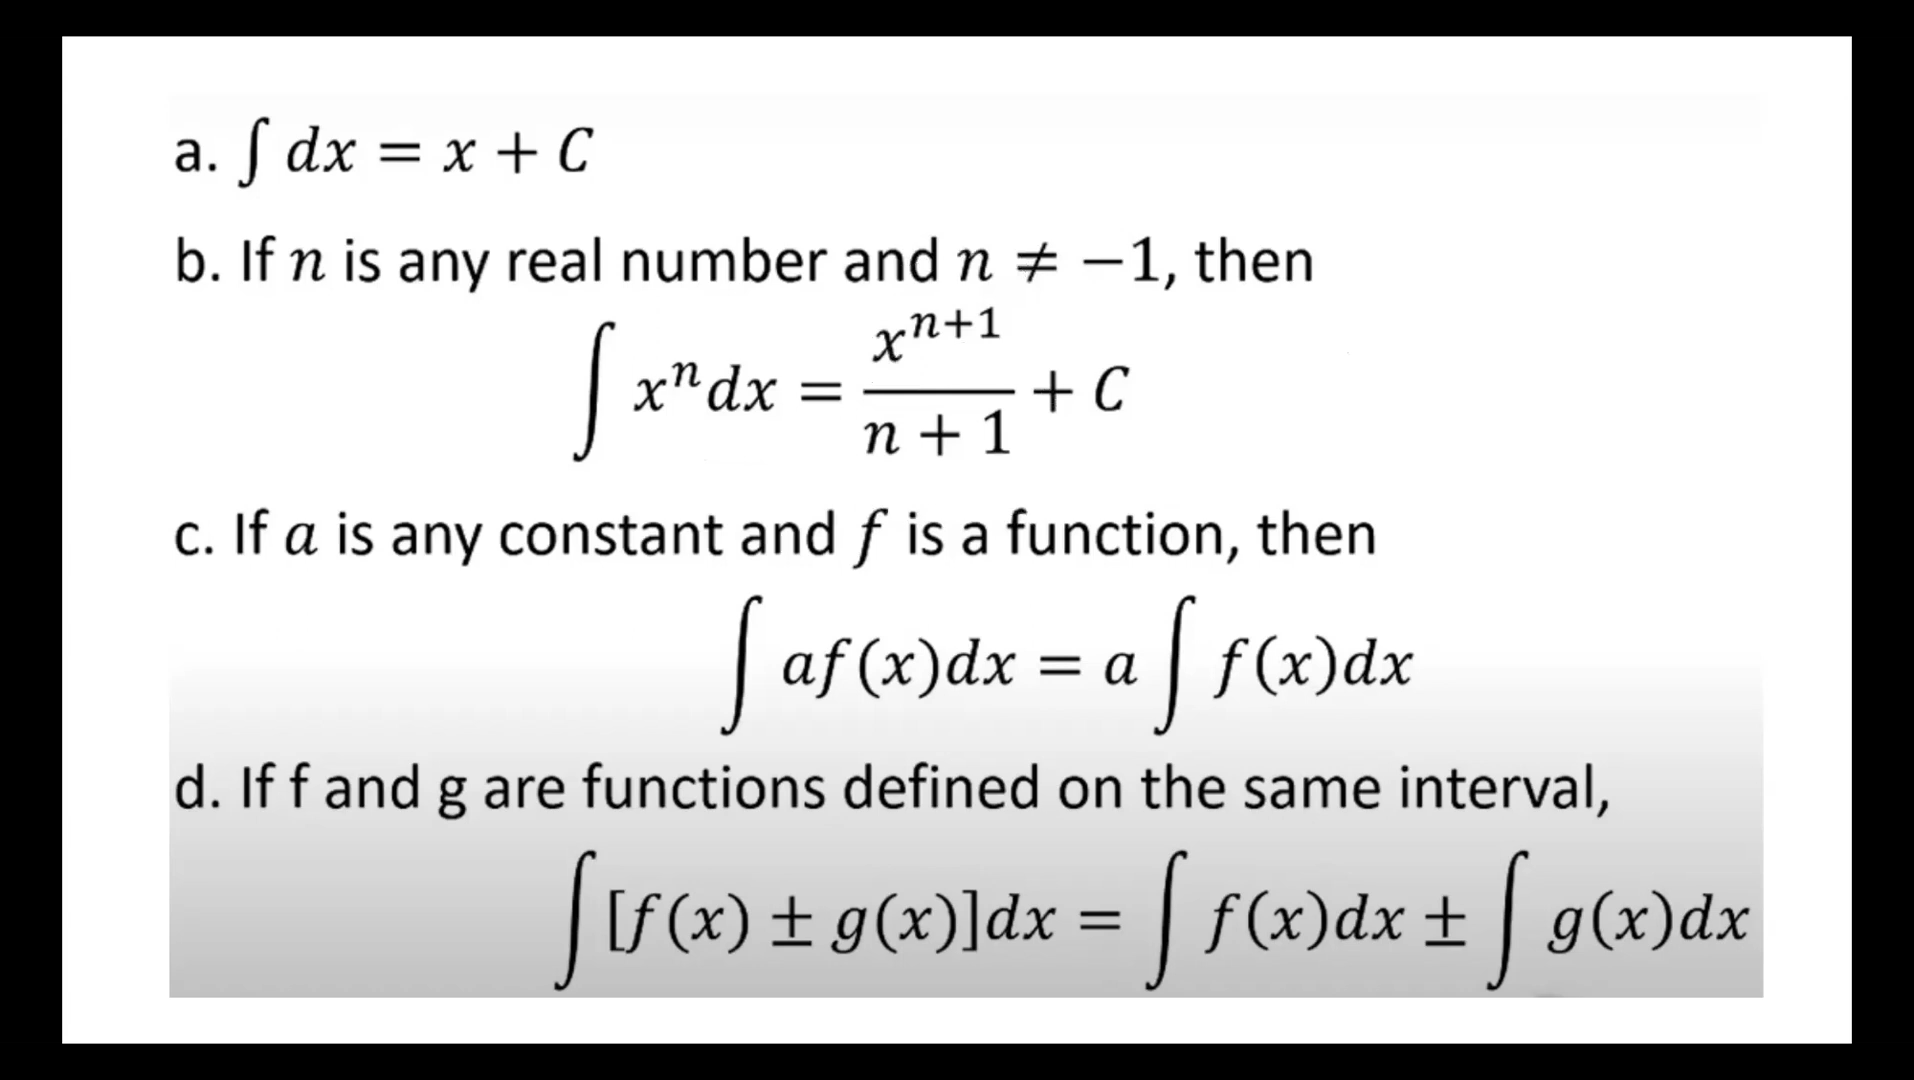 a. ∫ dx = x + C
b. If n is any real number and n ≠ −1, then
∫ xⁿdx = xⁿ⁺¹/(n + 1) + C
c. If a is any constant and f is a function, then
∫ af(x)dx = a ∫ f(x)dx
d. If f and g are functions defined on the same interval,
∫ [f(x) ± g(x)]dx = ∫ f(x)dx ± ∫ g(x)dx